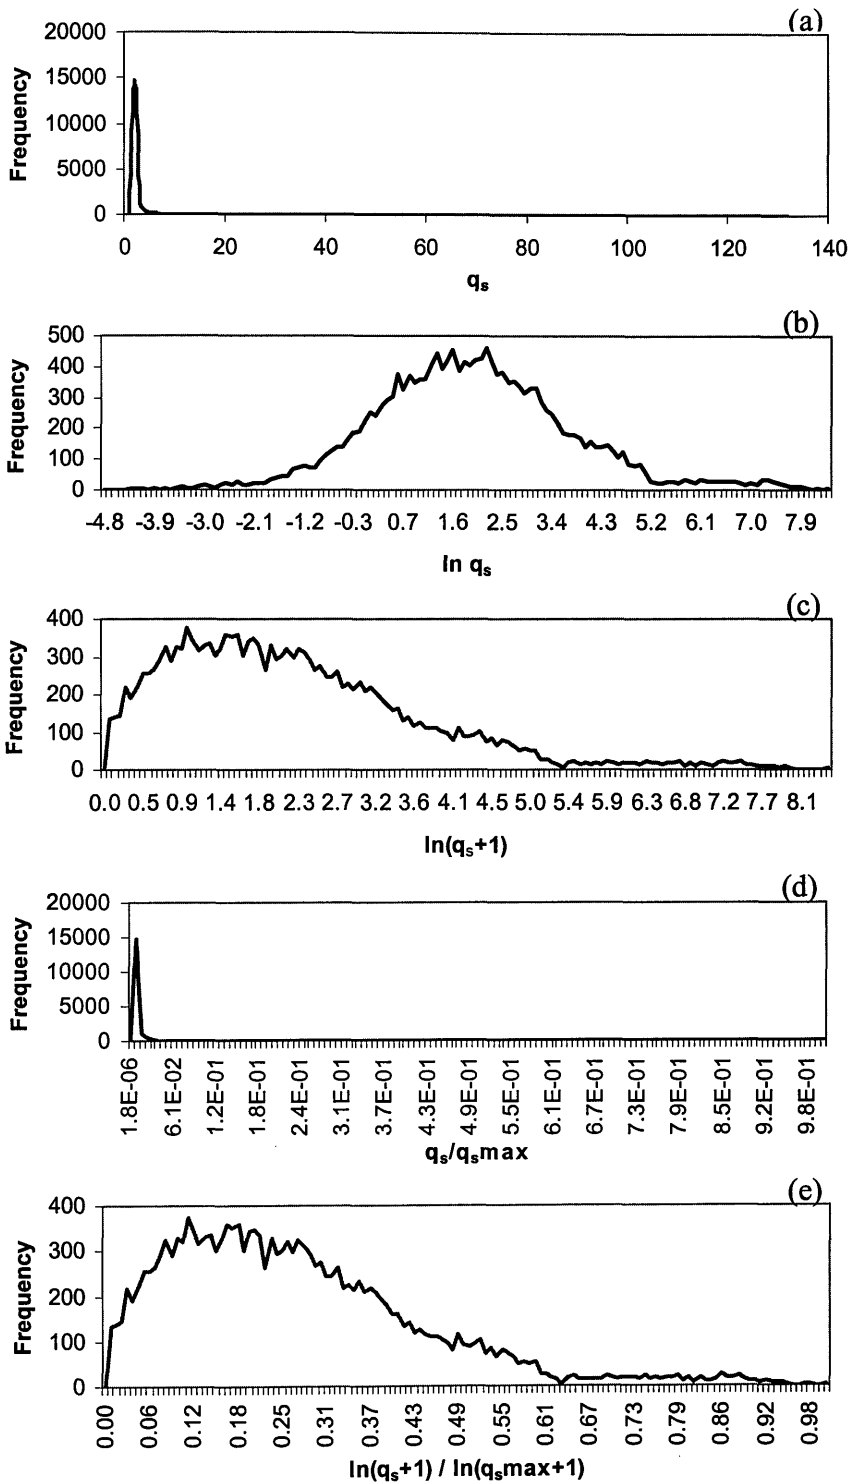 (a)
20000
15000
10000
5000
0
Frequency
0 20 40 60 80 100 120 140
qs
(b)
500
400
300
200
100
0
Frequency
-4.8 -3.9 -3.0 -2.1 -1.2 -0.3 0.7 1.6 2.5 3.4 4.3 5.2 6.1 7.0 7.9
ln qs
(c)
400
300
200
100
0
Frequency
0.0 0.5 0.9 1.4 1.8 2.3 2.7 3.2 3.6 4.1 4.5 5.0 5.4 5.9 6.3 6.8 7.2 7.7 8.1
ln(qs+1)
(d)
20000
15000
10000
5000
0
Frequency
1.8E-06 6.1E-02 1.2E-01 1.8E-01 2.4E-01 3.1E-01 3.7E-01 4.3E-01 4.9E-01 5.5E-01 6.1E-01 6.7E-01 7.3E-01 7.9E-01 8.5E-01 9.2E-01 9.8E-01
qs/qsmax
(e)
400
300
200
100
0
Frequency
0.00 0.06 0.12 0.18 0.25 0.31 0.37 0.43 0.49 0.55 0.61 0.67 0.73 0.79 0.86 0.92 0.98
ln(qs+1) / ln(qsmax+1)